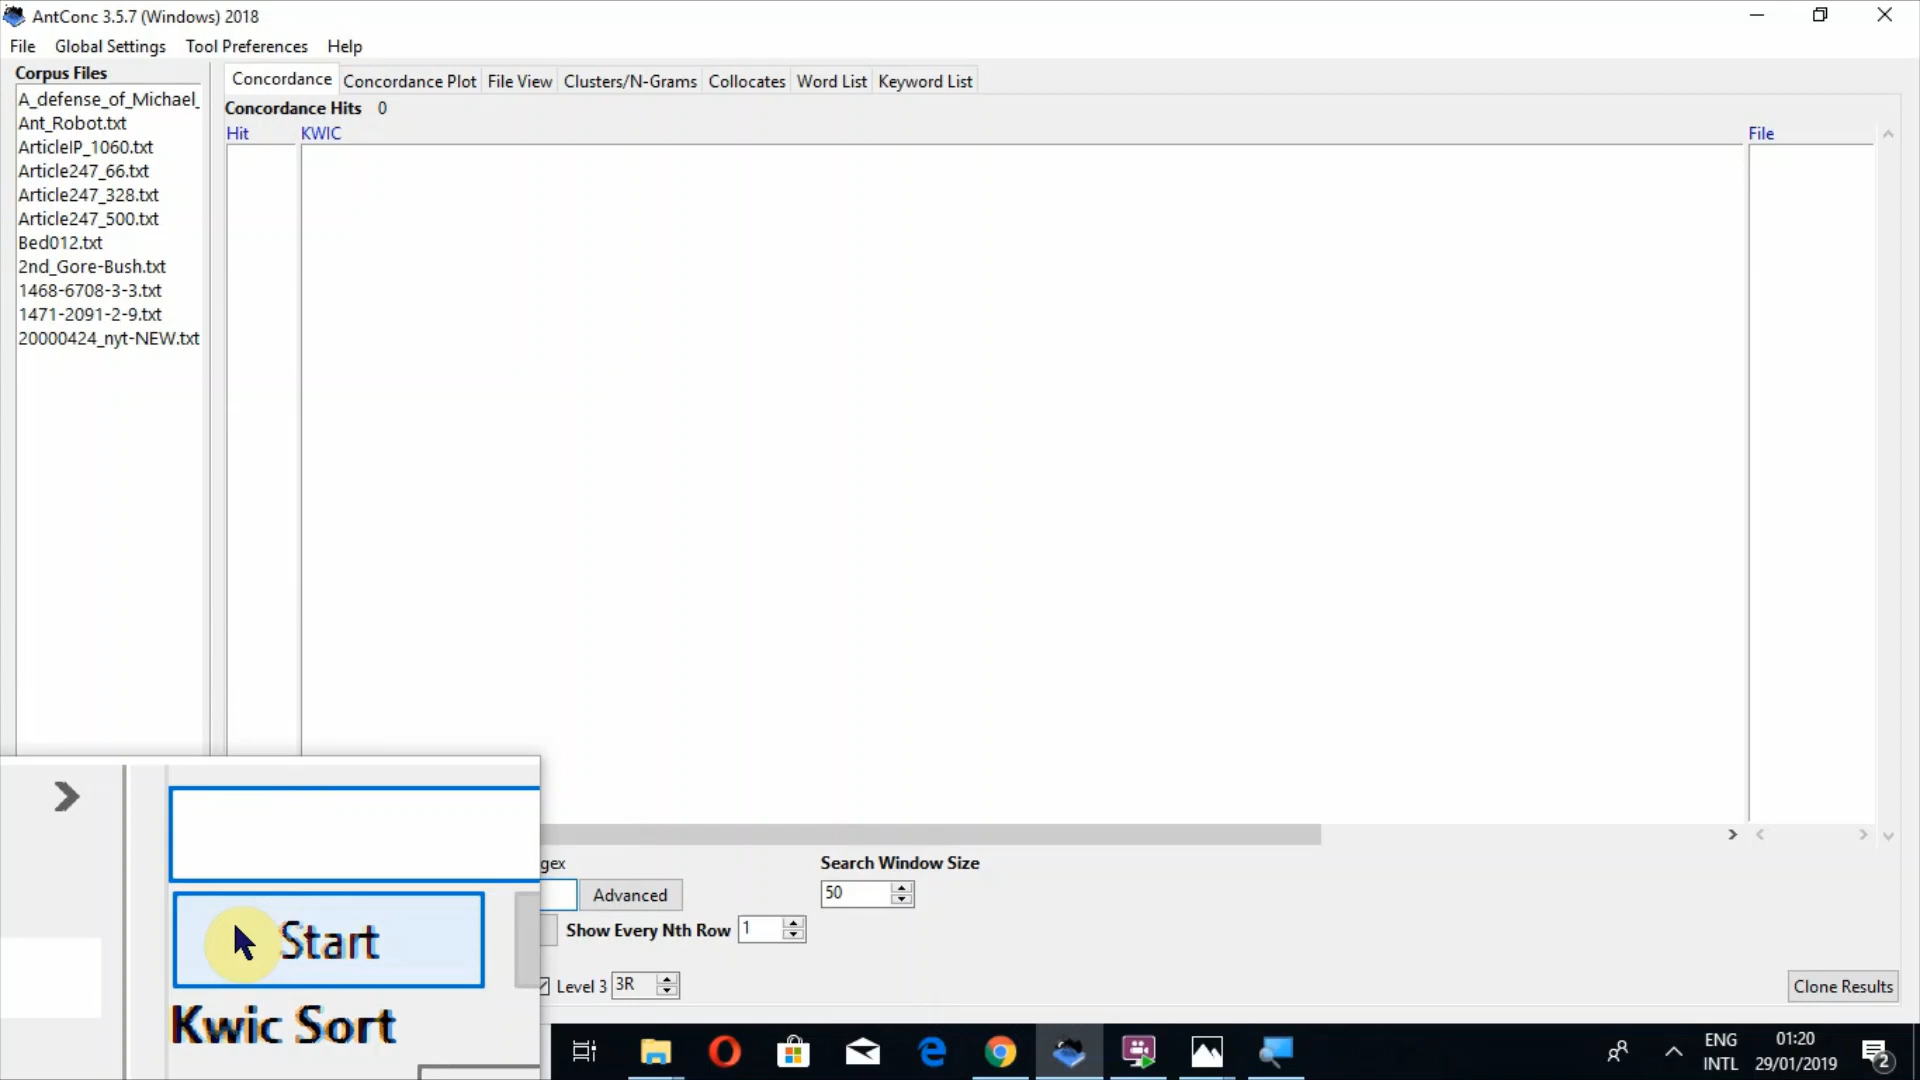 AntConc 3.5.7 (Windows) 2018
File Global Settings Tool Preferences Help
Corpus Files
A_defense_of_Michael_
Ant_Robot.txt
ArticleIP_1060.txt
Article247_66.txt
Article247_328.txt
Article247_500.txt
Bed012.txt
2nd_Gore-Bush.txt
1468-6708-3-3.txt
1471-2091-2-9.txt
20000424_nyt-NEW.txt
Concordance Concordance Plot File View Clusters/N-Grams Collocates Word List Keyword List
Concordance Hits 0
Hit KWIC File
gex Search Window Size
Advanced 50
Start
Show Every Nth Row 1
Level 3 3R Clone Results
Kwic Sort
ENG 01:20
INTL 29/01/2019 2